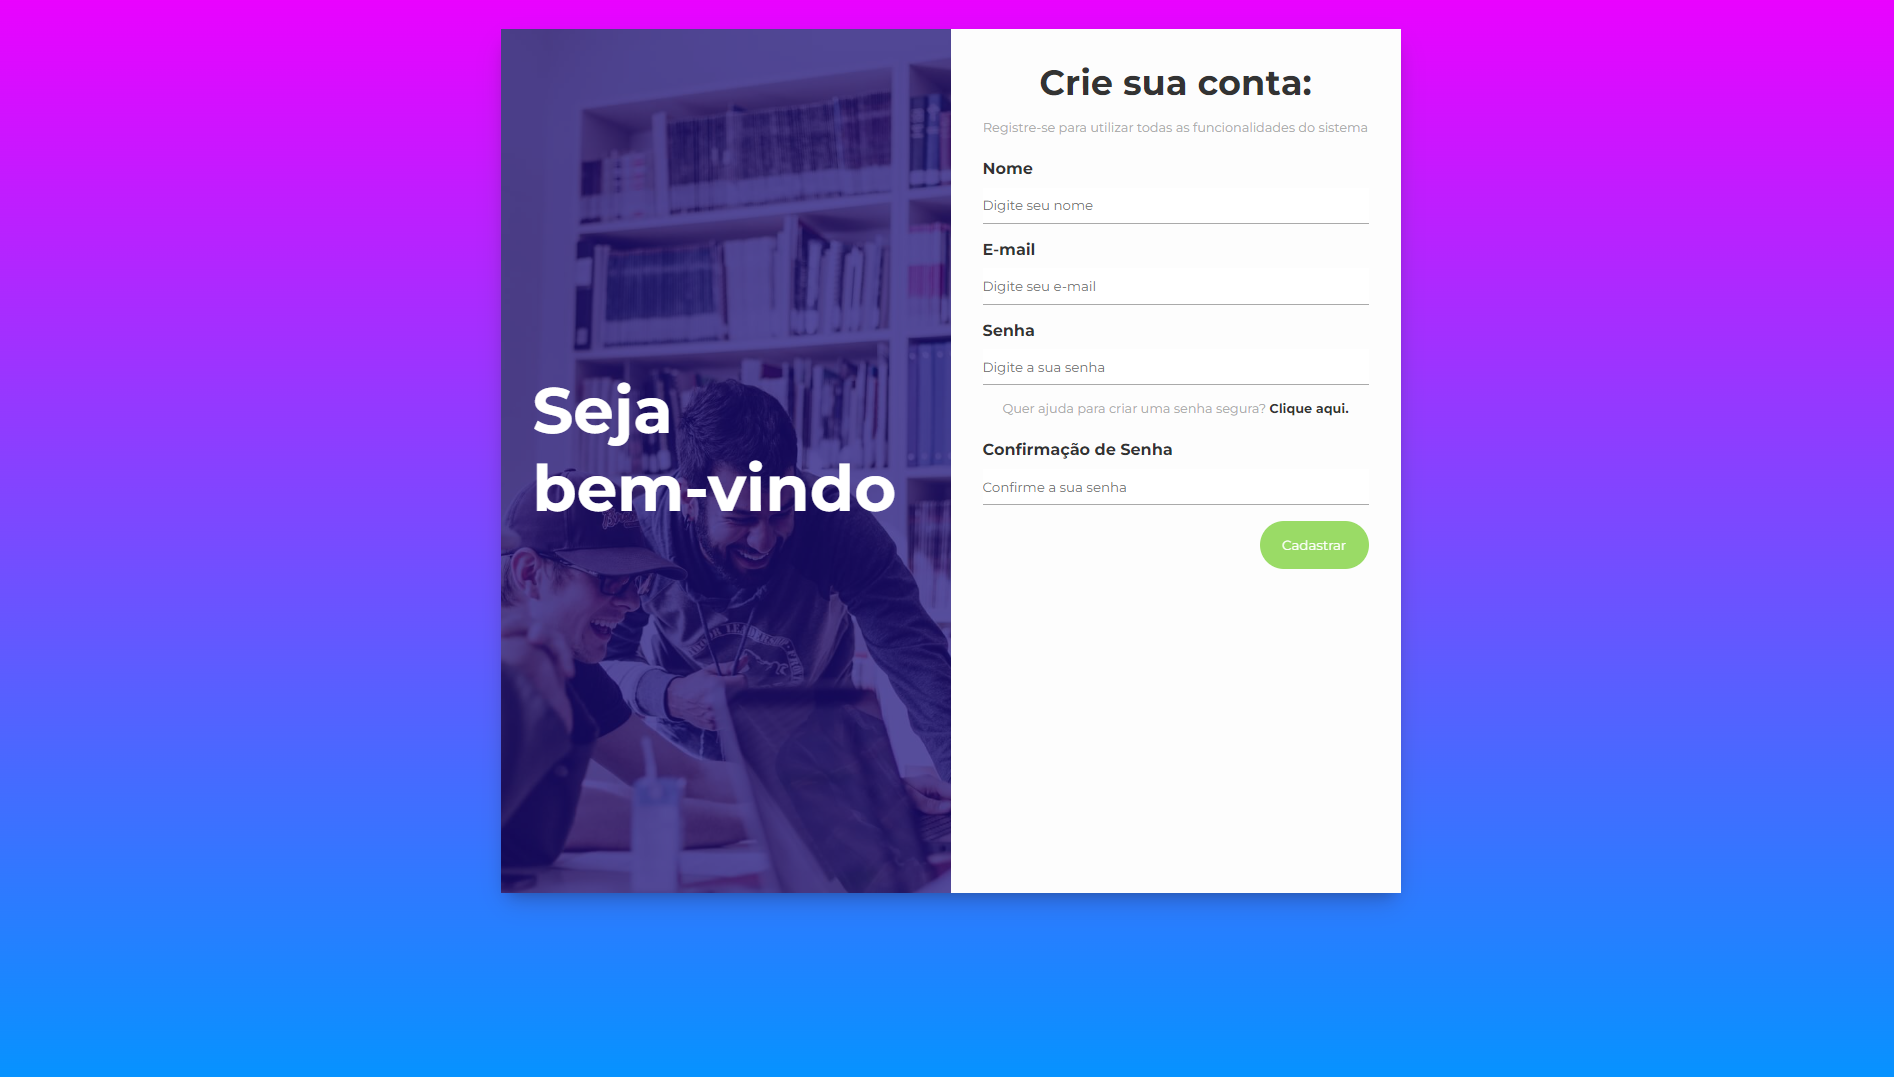 Seja
bem-vindo
Crie sua conta:
Registre-se para utilizar todas as funcionalidades do sistema
Nome
Digite seu nome
E-mail
Digite seu e-mail
Senha
Digite a sua senha
Quer ajuda para criar uma senha segura? Clique aqui.
Confirmação de Senha
Confirme a sua senha
Cadastrar